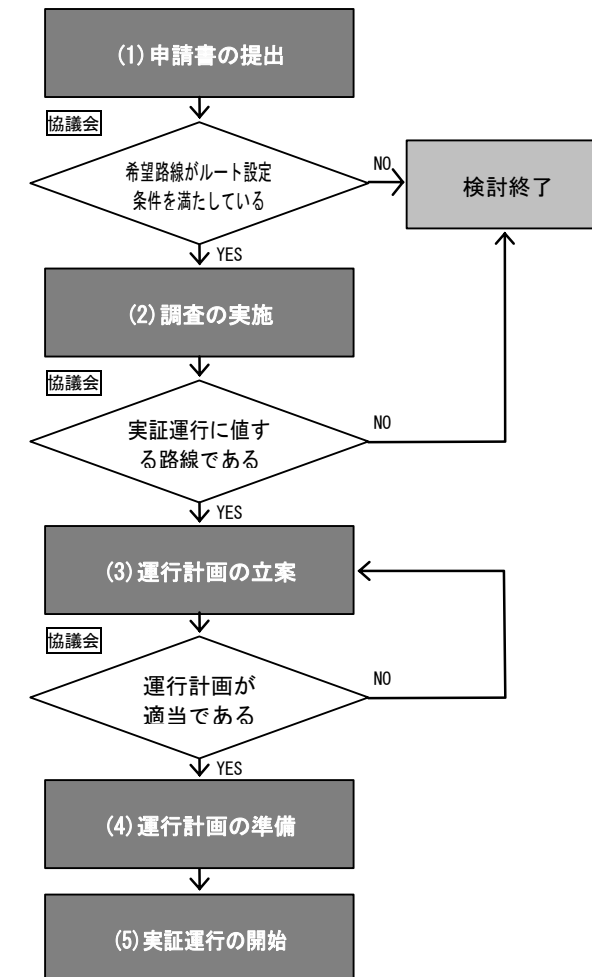 (1)申請書の提出
協議会
希望路線がルート設定
条件を満たしている
NO
検討終了
YES
(2)調査の実施
協議会
実証運行に値す
る路線である
NO
YES
(3)運行計画の立案
協議会
運行計画が
適当である
NO
YES
(4)運行計画の準備
(5)実証運行の開始